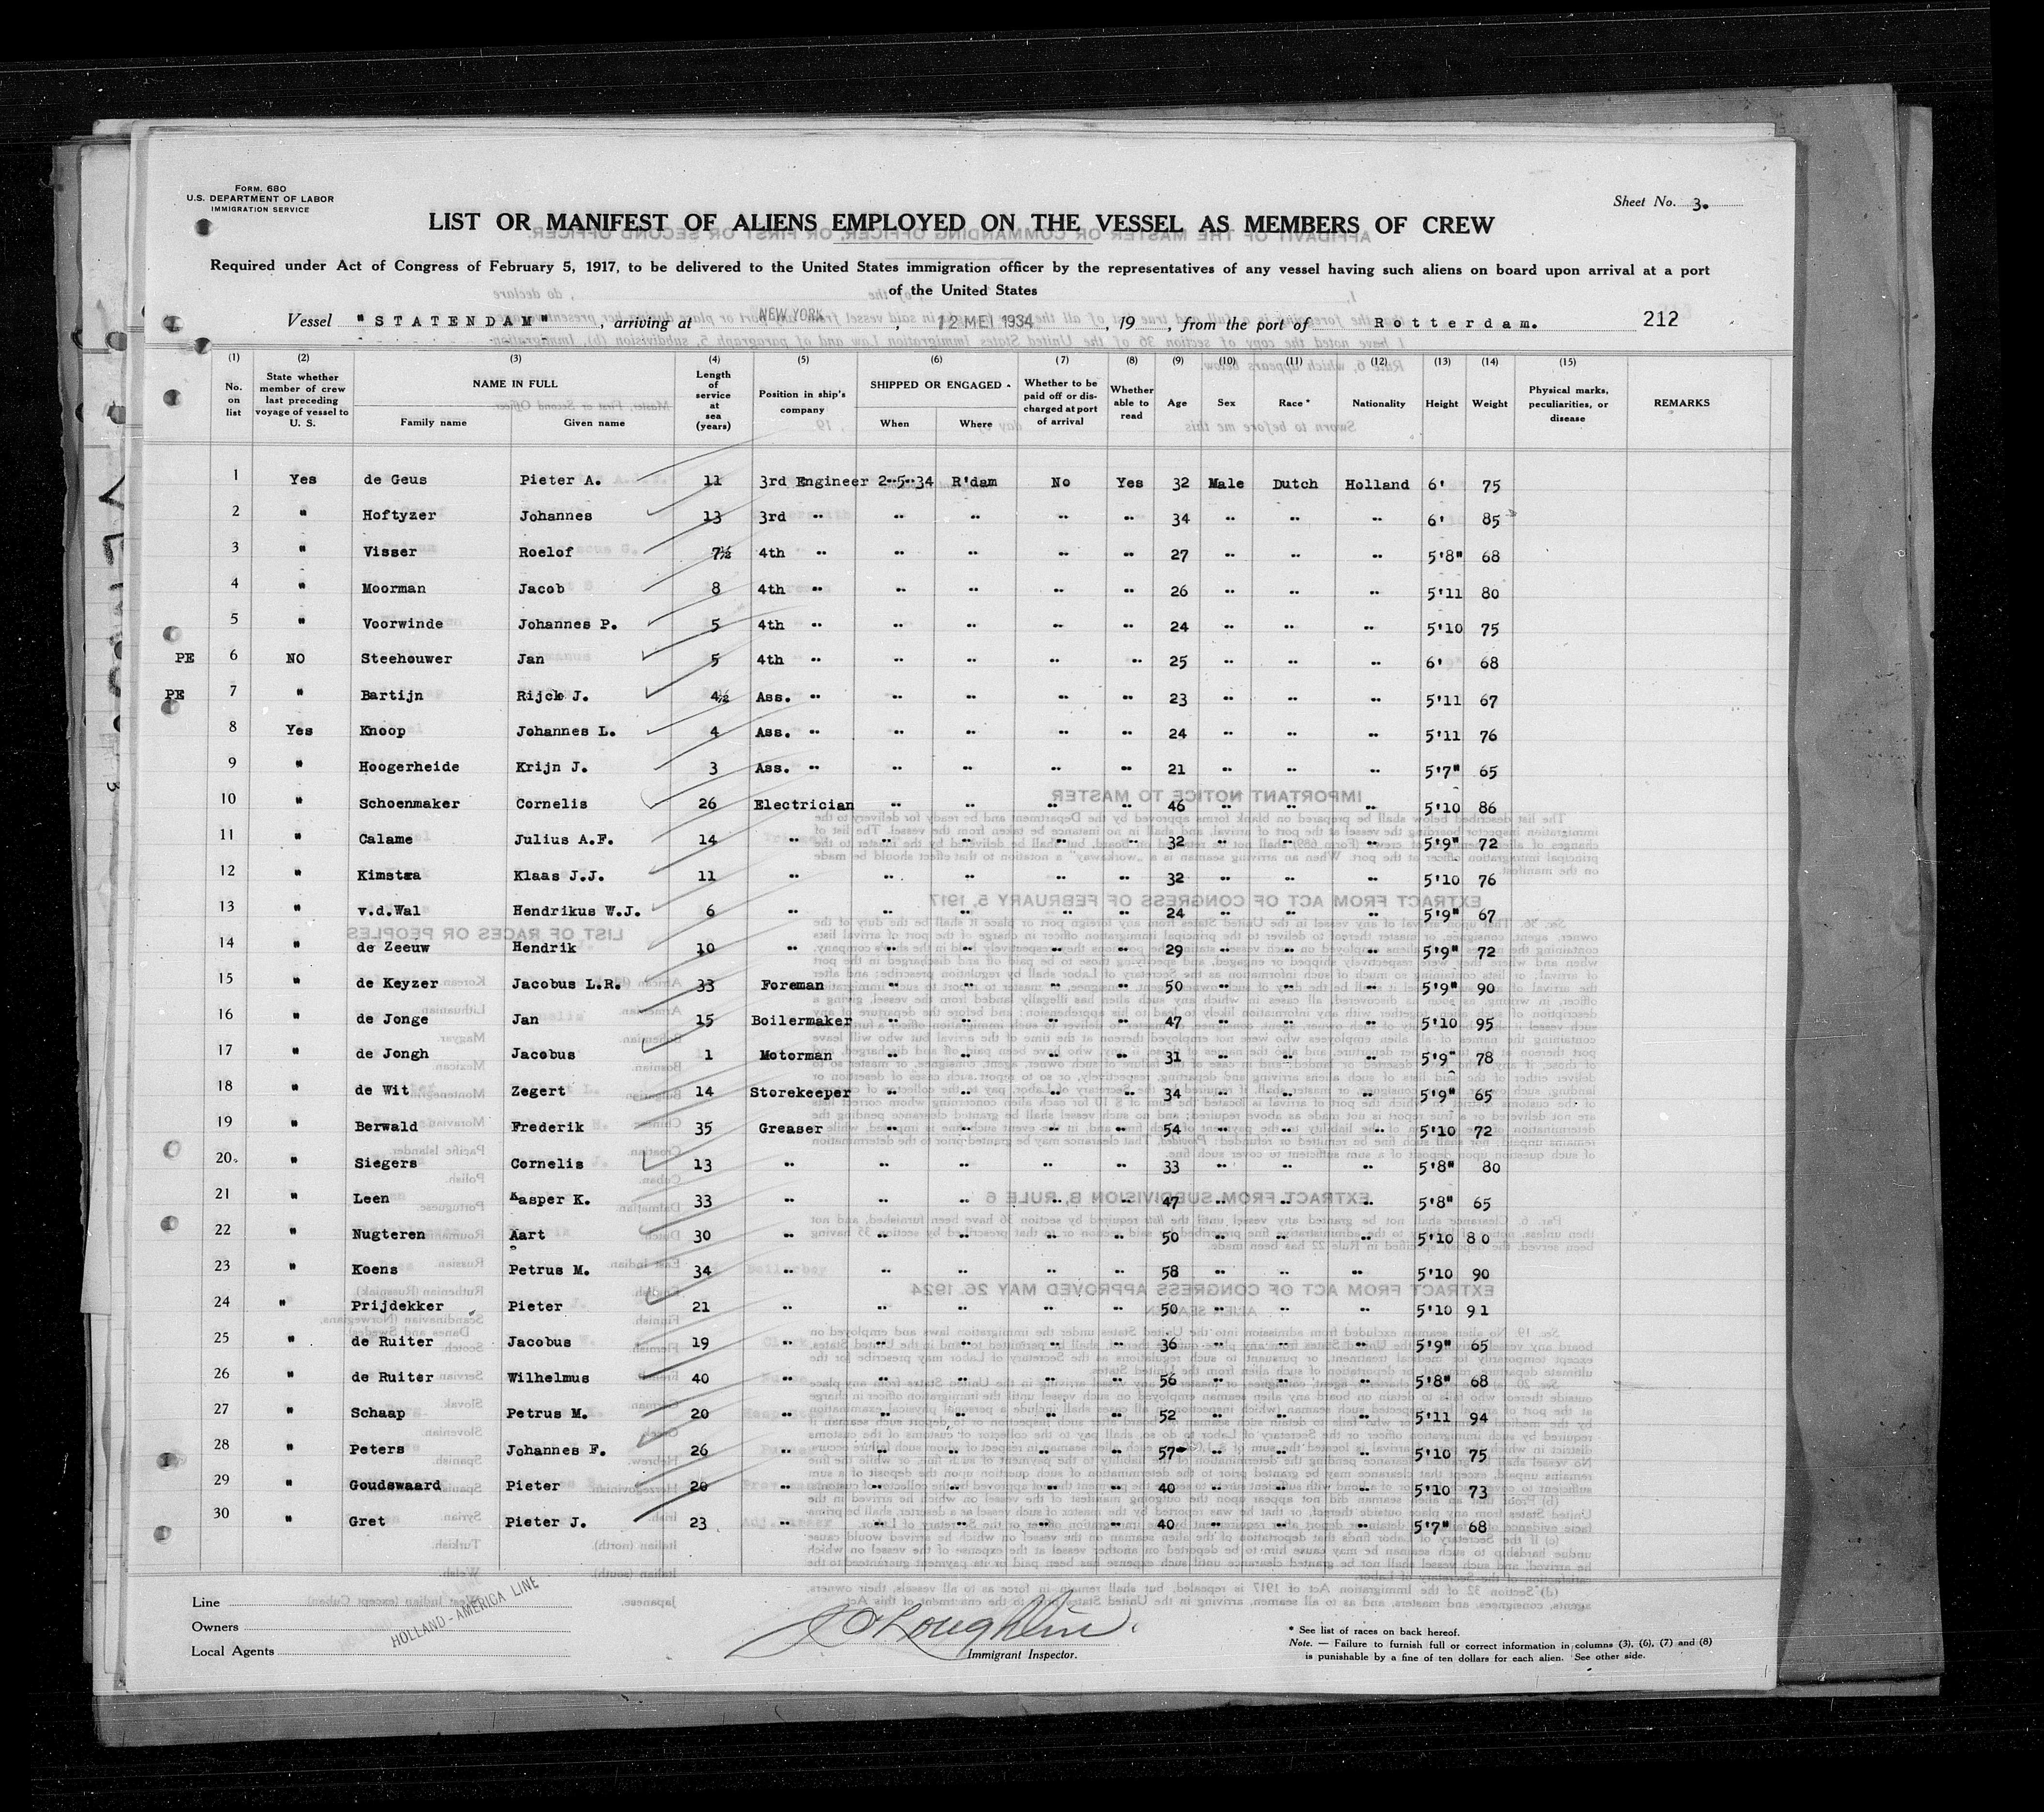 FORM. 680
U.S. DEPARTMENT OF LABOR
IMMIGRATION SERVICE
Sheet No. 3.
LIST OR MANIFEST OF ALIENS EMPLOYED ON THE VESSEL AS MEMBERS OF CREW
Required under Act of Congress of February 5, 1917, to be delivered to the United States immigration officer by the representatives of any vessel having such aliens on board upon arrival at a port
of the United States
Vessel "STATENDAM", arriving at NEW YORK, 12 MEI 1934, 19 , from the port of Rotterdam. 212
(1) (2) (3) (4) (5) (6) (7) (8) (9) (10) (11) (12) (13) (14) (15)
No. on list State whether member of crew last preceding voyage of vessel to U. S. NAME IN FULL Family name Given name Length of service at sea (years) Position in ship's company SHIPPED OR ENGAGED When Where Whether to be paid off or discharged at port of arrival Whether able to read Age Sex Race * Nationality Height Weight Physical marks, peculiarities, or disease REMARKS
1 Yes de Geus Pieter A. 11 3rd Engineer 2-5-34 R'dam No Yes 32 Male Dutch Holland 6' 75
2 " Hoftyzer Johannes 13 3rd " " " " " 34 " " " 6' 85
3 " Visser Roelof 7½ 4th " " " " " 27 " " " 5'8" 68
4 " Moorman Jacob 8 4th " " " " " 26 " " " 5'11 80
5 " Voorwinde Johannes P. 5 4th " " " " " 24 " " " 5'10 75
PE 6 NO Steehouwer Jan 5 4th " " " " " 25 " " " 6' 68
PE 7 " Bartijn Rijck J. 4½ Ass. " " " " " 23 " " " 5'11 67
8 Yes Knoop Johannes L. 4 Ass. " " " " " 24 " " " 5'11 76
9 " Hoogerheide Krijn J. 3 Ass. " " " " " 21 " " " 5'7" 65
10 " Schoenmaker Cornelis 26 Electrician " " " " 46 " " " 5'10 86
11 " Calame Julius A.F. 14 " " " " " 32 " " " 5'9" 72
12 " Kimstra Klaas J.J. 11 " " " " " 32 " " " 5'10 76
13 " v.d.Wal Hendrikus W.J. 6 " " " " " 24 " " " 5'9" 67
14 " de Zeeuw Hendrik 10 " " " " " 29 " " " 5'9" 72
15 " de Keyzer Jacobus L.R. 33 Foreman " " " " 50 " " " 5'9" 90
16 " de Jonge Jan 15 Boilermaker " " " " 47 " " " 5'10 95
17 " de Jongh Jacobus 1 Motorman " " " " 31 " " " 5'9" 78
18 " de Wit Zegert 14 Storekeeper " " " " 34 " " " 5'9" 65
19 " Berwald Frederik 35 Greaser " " " " 54 " " " 5'10 72
20. " Siegers Cornelis 13 " " " " " 33 " " " 5'8" 80
21 " Leen Kasper K. 33 " " " " " 47 " " " 5'8" 65
22 " Nugteren Aart 30 " " " " " 50 " " " 5'10 80
23 " Koens Petrus M. 34 " " " " " 58 " " " 5'10 90
24 " Prijdekker Pieter 21 " " " " " 50 " " " 5'10 91
25 " de Ruiter Jacobus 19 " " " " " 36 " " " 5'9" 65
26 " de Ruiter Wilhelmus 40 " " " " " 56 " " " 5'8" 68
27 " Schaap Petrus M. 20 " " " " " 52 " " " 5'11 94
28 " Peters Johannes F. 26 " " " " " 57 " " " 5'10 75
29 " Goudswaard Pieter 20 " " " " " 40 " " " 5'10 73
30 " Gret Pieter J. 23 " " " " " 40 " " " 5'7" 68
Line
Owners
Local Agents
HOLLAND-AMERICA LINE
Immigrant Inspector.
* See list of races on back hereof.
Note. — Failure to furnish full or correct information in columns (3), (6), (7) and (8)
is punishable by a fine of ten dollars for each alien. See other side.